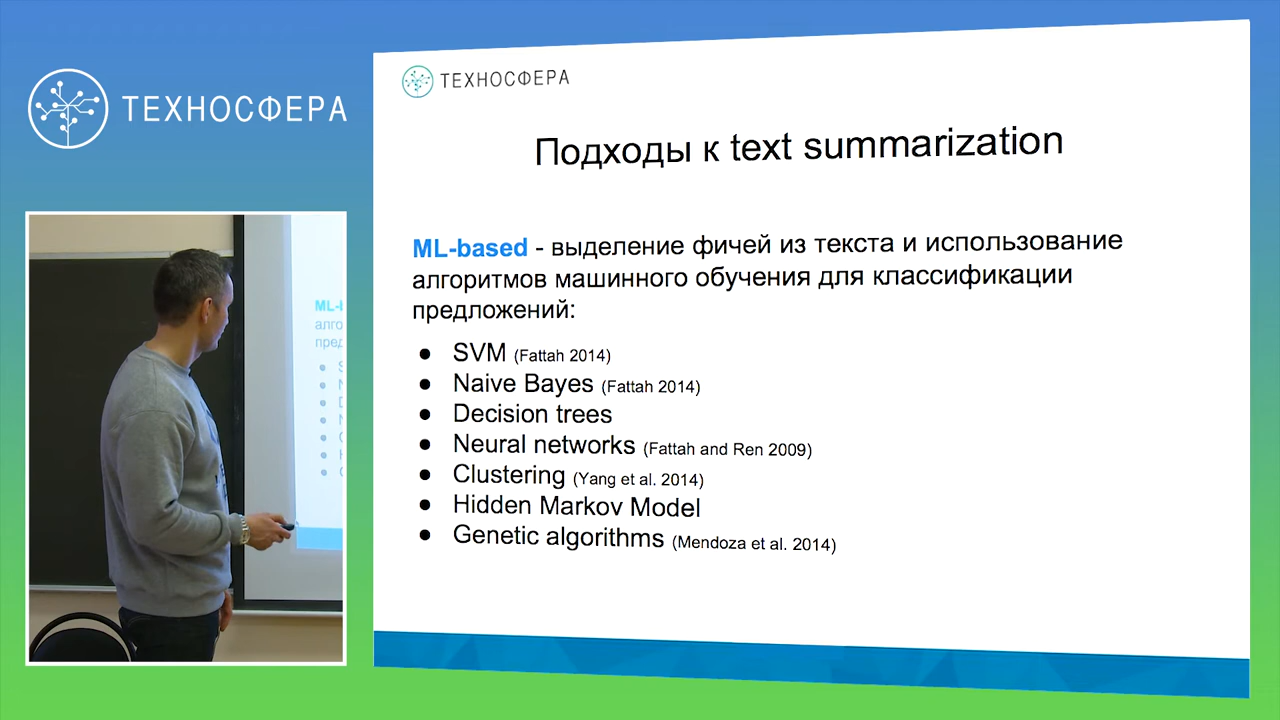 ТЕХНОСФЕРА
ТЕХНОСФЕРА
Подходы к text summarization
ML-based - выделение фичей из текста и использование
алгоритмов машинного обучения для классификации
предложений:
● SVM (Fattah 2014)
● Naive Bayes (Fattah 2014)
● Decision trees
● Neural networks (Fattah and Ren 2009)
● Clustering (Yang et al. 2014)
● Hidden Markov Model
● Genetic algorithms (Mendoza et al. 2014)